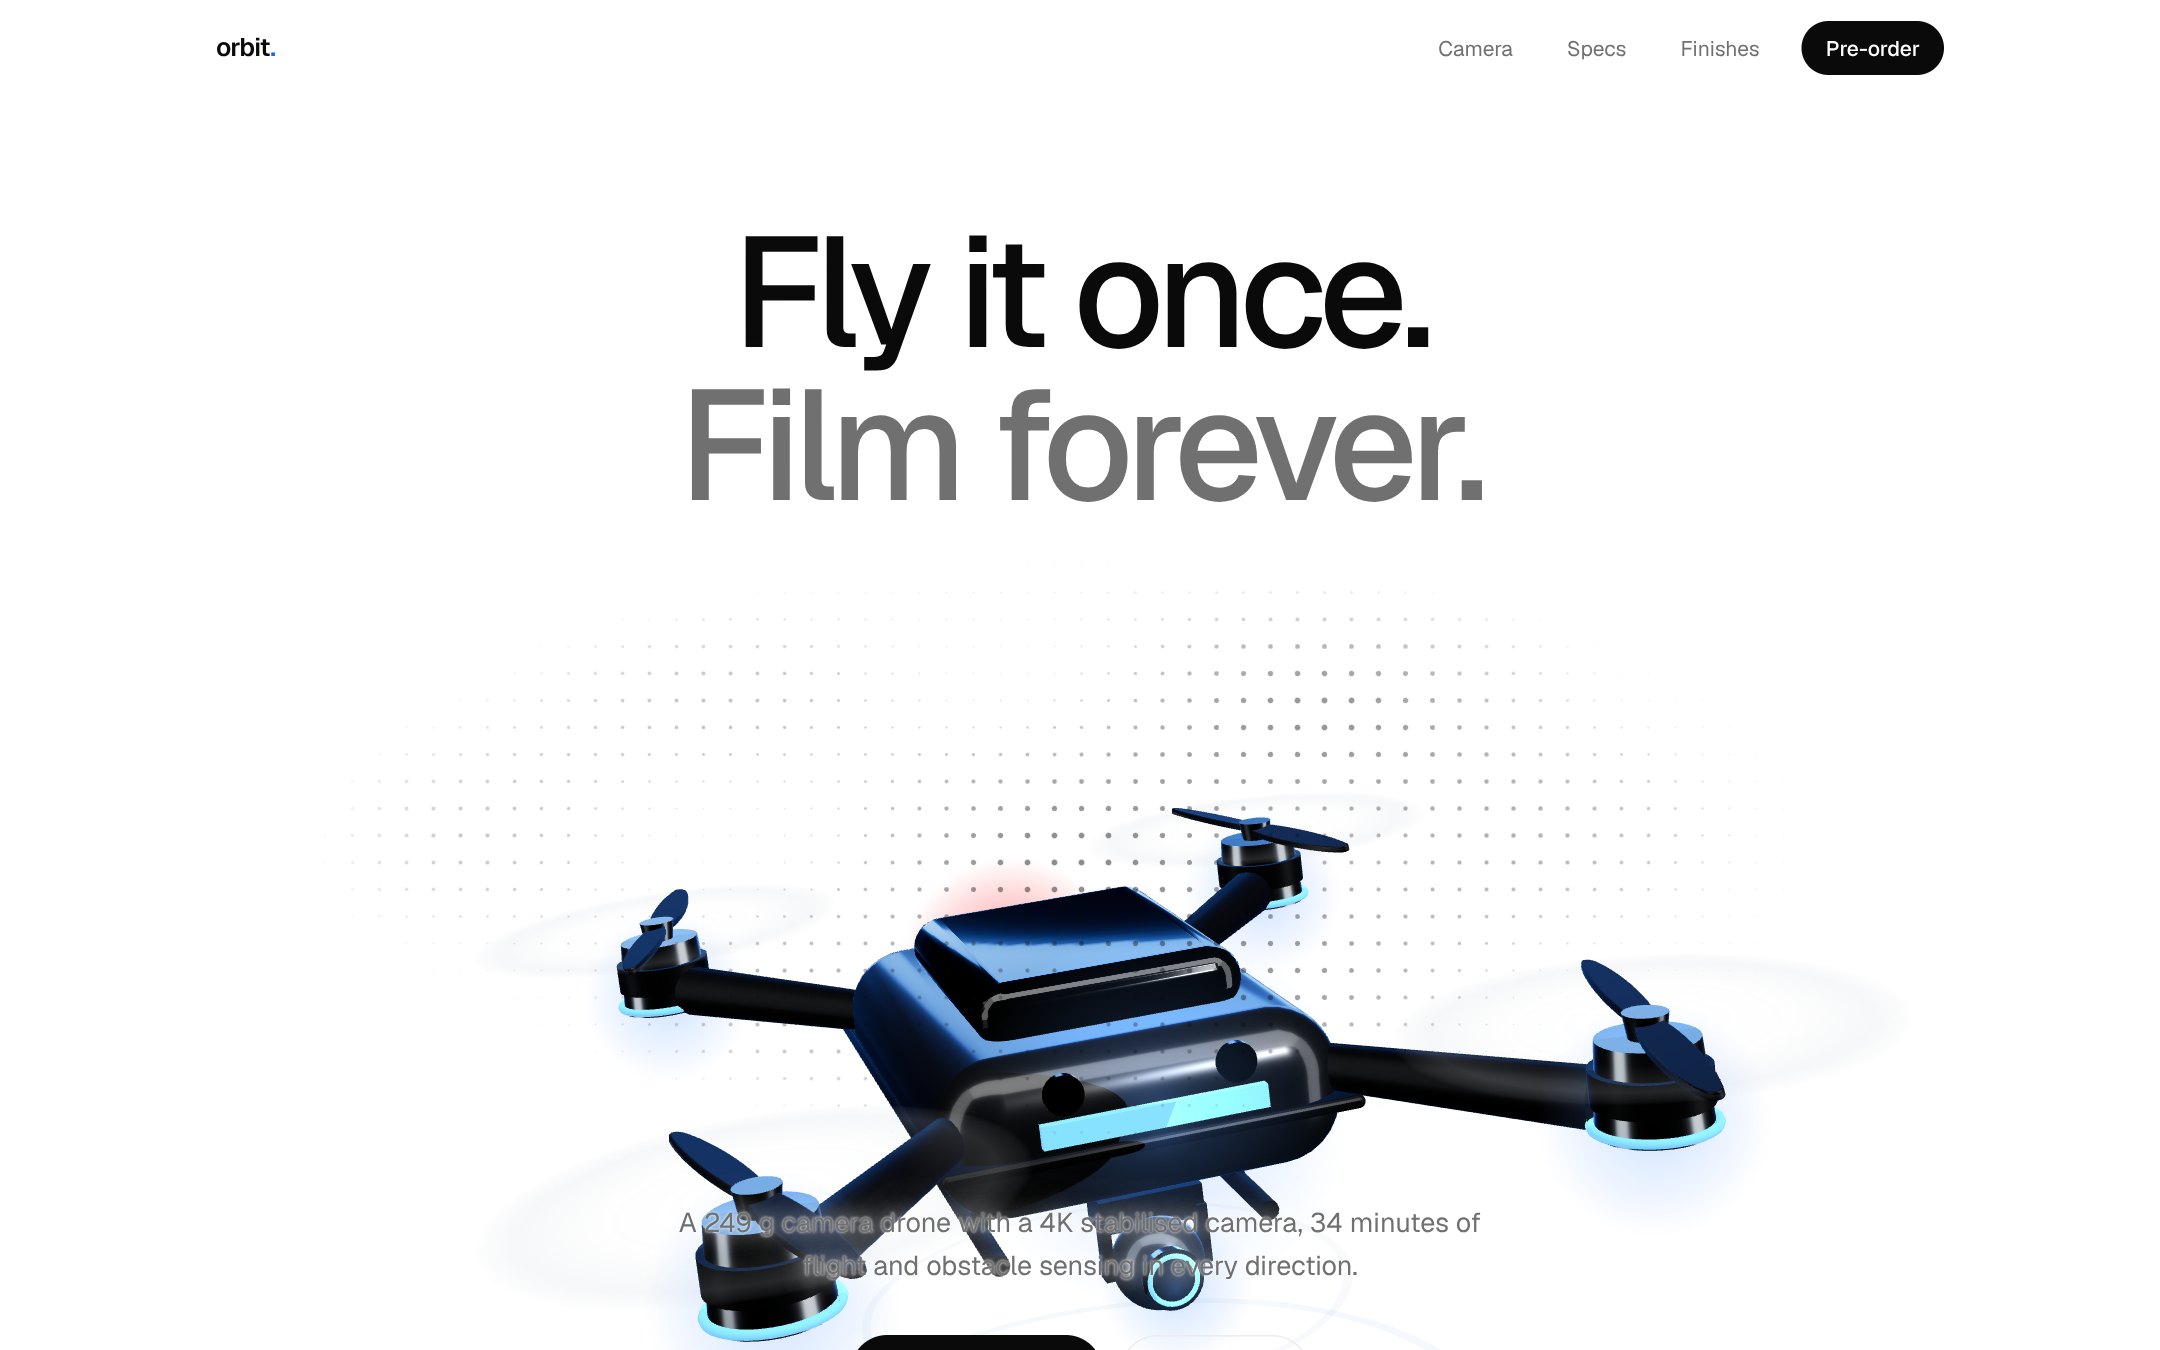 orbit.
Camera
Specs
Finishes
Pre-order
Fly it once.
Film forever.
A 249 g camera drone with a 4K stabilised camera, 34 minutes of
flight and obstacle sensing in every direction.